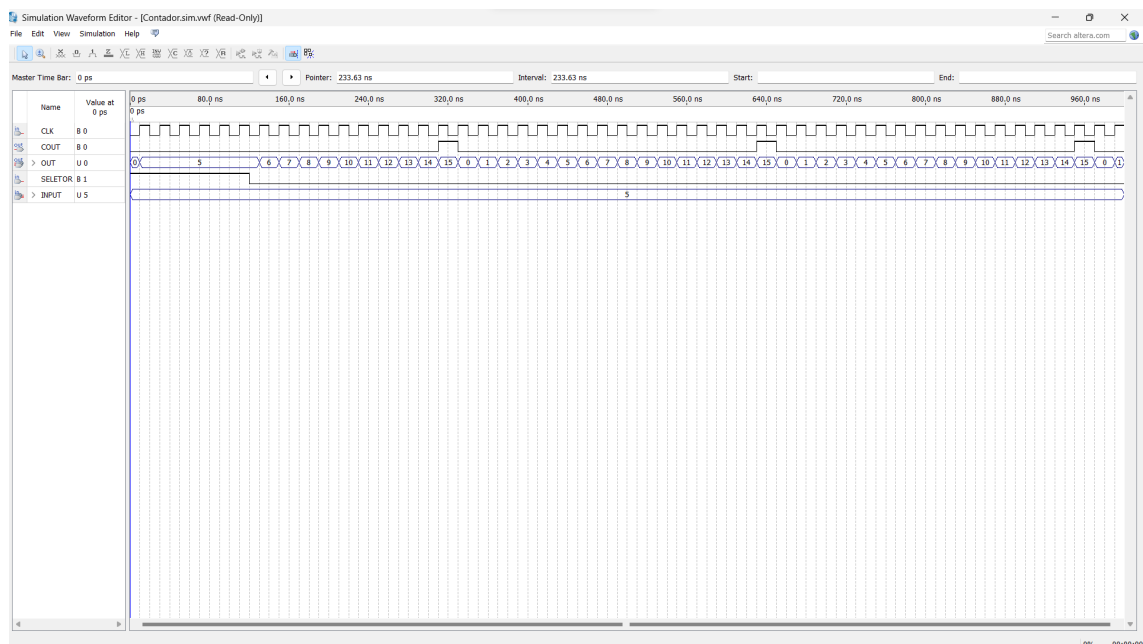 Simulation Waveform Editor - [Contador.sim.vwf (Read-Only)]
File Edit View Simulation Help
Search altera.com
Master Time Bar: 0 ps Pointer: 233.63 ns Interval: 233.63 ns Start: End:
Name Value at 0 ps
0 ps 80.0 ns 160.0 ns 240.0 ns 320.0 ns 400.0 ns 480.0 ns 560.0 ns 640.0 ns 720.0 ns 800.0 ns 880.0 ns 960.0 ns
0 ps
CLK B 0
COUT B 0
OUT U 0 0 5 6 7 8 9 10 11 12 13 14 15 0 1 2 3 4 5 6 7 8 9 10 11 12 13 14 15 0 1 2 3 4 5 6 7 8 9 10 11 12 13 14 15 0 1
SELETOR B 1
INPUT U 5 5
0% 00:00:00